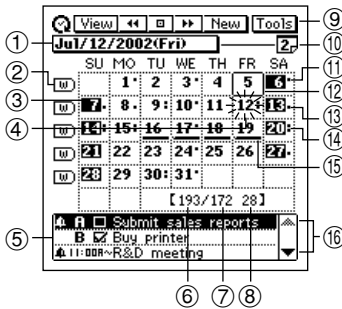 View New Tools ⑨
① Jul/12/2002(Fri) 2 ⑩
SU MO TU WE TH FR SA ⑪
② W 1 2 3 4 5 6 ⑫
③ W 7 8 9 10 11 12 13 ⑬
④ W 14 15 16 17 18 19 20 ⑭
W 21 22 23 24 25 26 27 ⑮
W 28 29 30 31
【193/172 28】
A Submit sales reports
⑤ B Buy printer ⑯
11:00A~R&D meeting
⑥ ⑦ ⑧